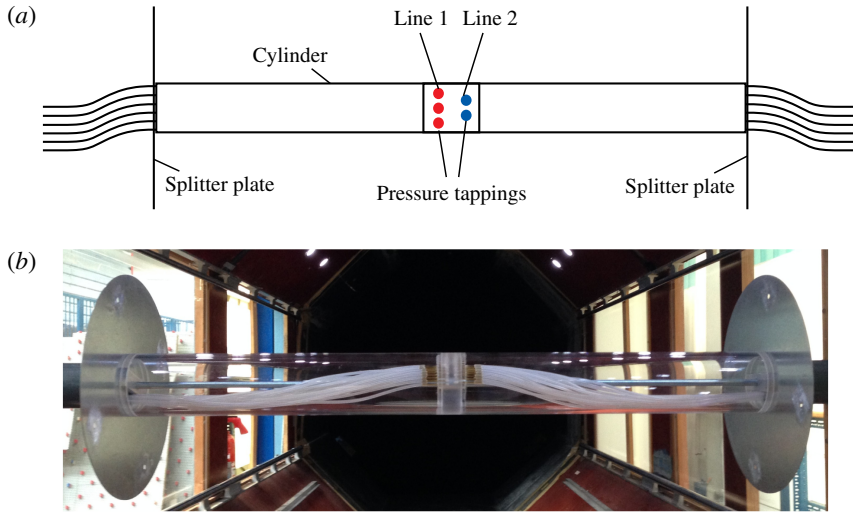 (a)
Line 1
Line 2
Cylinder
Splitter plate
Pressure tappings
Splitter plate
(b)